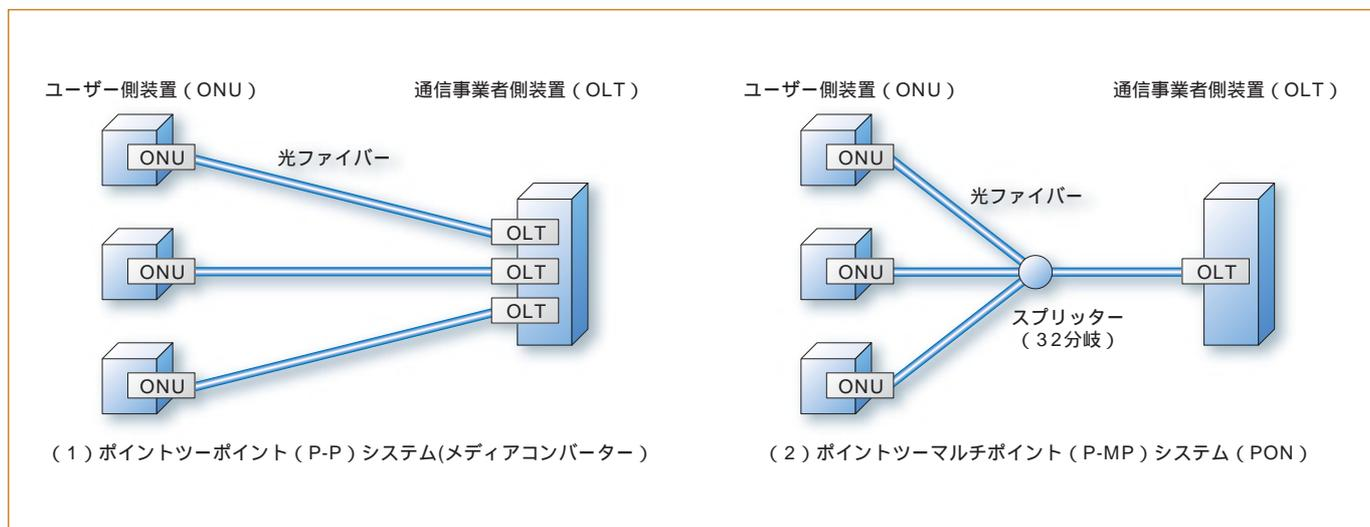 ユーザー側装置(ONU)
通信事業者側装置(OLT)
ONU
光ファイバー
OLT
ONU
OLT
OLT
ONU
(1)ポイントツーポイント(P-P)システム(メディアコンバーター)
ユーザー側装置(ONU)
通信事業者側装置(OLT)
ONU
光ファイバー
ONU
OLT
スプリッター
(32分岐)
ONU
(2)ポイントツーマルチポイント(P-MP)システム(PON)